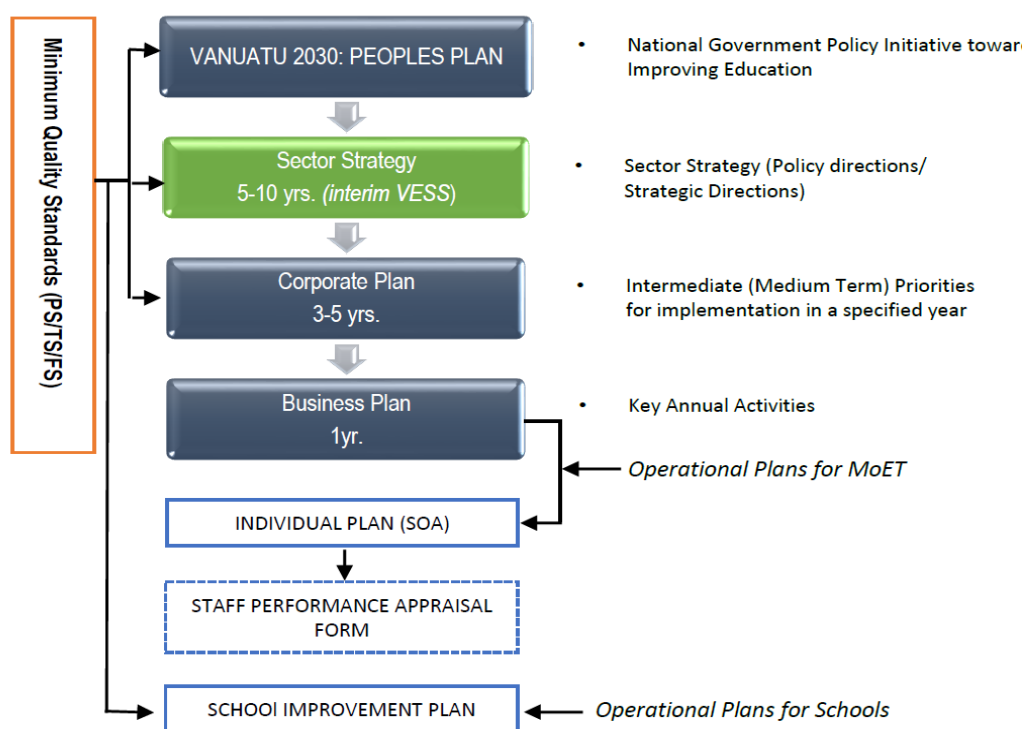 Minimum Quality Standards (PS/TS/FS)
VANUATU 2030: PEOPLES PLAN
• National Government Policy Initiative towar
Improving Education
Sector Strategy
5-10 yrs. (interim VESS)
• Sector Strategy (Policy directions/
Strategic Directions)
Corporate Plan
3-5 yrs.
• Intermediate (Medium Term) Priorities
for implementation in a specified year
Business Plan
1yr.
• Key Annual Activities
Operational Plans for MoET
INDIVIDUAL PLAN (SOA)
STAFF PERFORMANCE APPRAISAL
FORM
SCHOOl IMPROVEMENT PLAN
Operational Plans for Schools